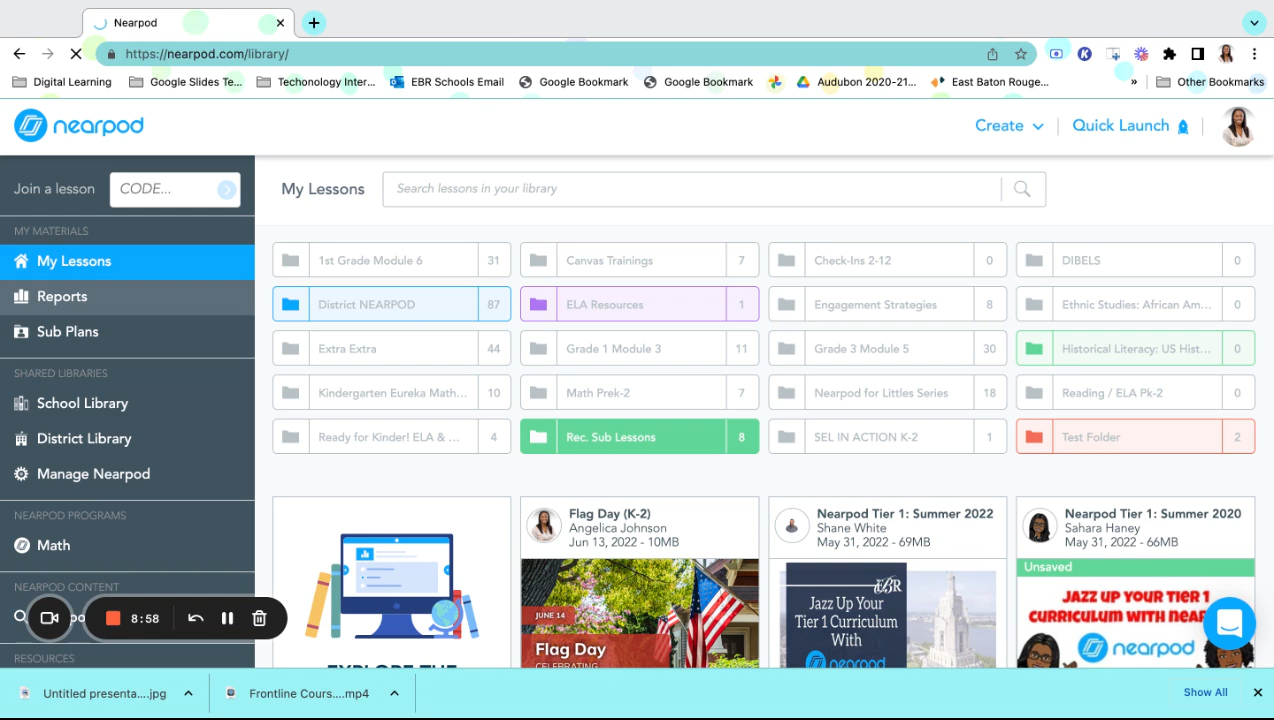 Nearpod
https://nearpod.com/library/
Digital Learning
Google Slides Te...
Techonology Inter...
EBR Schools Email
Google Bookmark
Google Bookmark
Audubon 2020-21...
East Baton Rouge...
»
Other Bookmarks
nearpod
Create
Quick Launch
Join a lesson
CODE...
My Lessons
Search lessons in your library
MY MATERIALS
My Lessons
Reports
Sub Plans
SHARED LIBRARIES
School Library
District Library
Manage Nearpod
NEARPOD PROGRAMS
Math
NEARPOD CONTENT
8:58
RESOURCES
1st Grade Module 6 31
Canvas Trainings 7
Check-Ins 2-12 0
DIBELS 0
District NEARPOD 87
ELA Resources 1
Engagement Strategies 8
Ethnic Studies: African Am... 0
Extra Extra 44
Grade 1 Module 3 11
Grade 3 Module 5 30
Historical Literacy: US Hist... 0
Kindergarten Eureka Math... 10
Math Prek-2 7
Nearpod for Littles Series 18
Reading / ELA Pk-2 0
Ready for Kinder! ELA & ... 4
Rec. Sub Lessons 8
SEL IN ACTION K-2 1
Test Folder 2
EXPLORE THE
Flag Day (K-2)
Angelica Johnson
Jun 13, 2022 - 10MB
JUNE 14
Flag Day
CELEBRATING
Nearpod Tier 1: Summer 2022
Shane White
May 31, 2022 - 69MB
EBR
Jazz Up Your
Tier 1 Curriculum
With
nearpod
Nearpod Tier 1: Summer 2020
Sahara Haney
May 31, 2022 - 66MB
Unsaved
JAZZ UP YOUR TIER 1
CURRICULUM WITH NEAR
nearpod
Untitled presenta....jpg
Frontline Cours....mp4
Show All